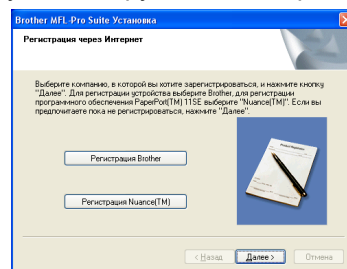 Brother MFL-Pro Suite Установка
Регистрация через Интернет
Выберите компанию, в которой вы хотите зарегистрироваться, и нажмите кнопку
"Далее". Для регистрации устройства выберите Brother, для регистрации
программного обеспечения PaperPort(TM) 11SE выберите "Nuance(TM)". Если вы
предпочитаете пока не регистрироваться, нажмите "Далее".
Регистрация Brother
Регистрация Nuance(TM)
< Назад
Далее >
Отмена